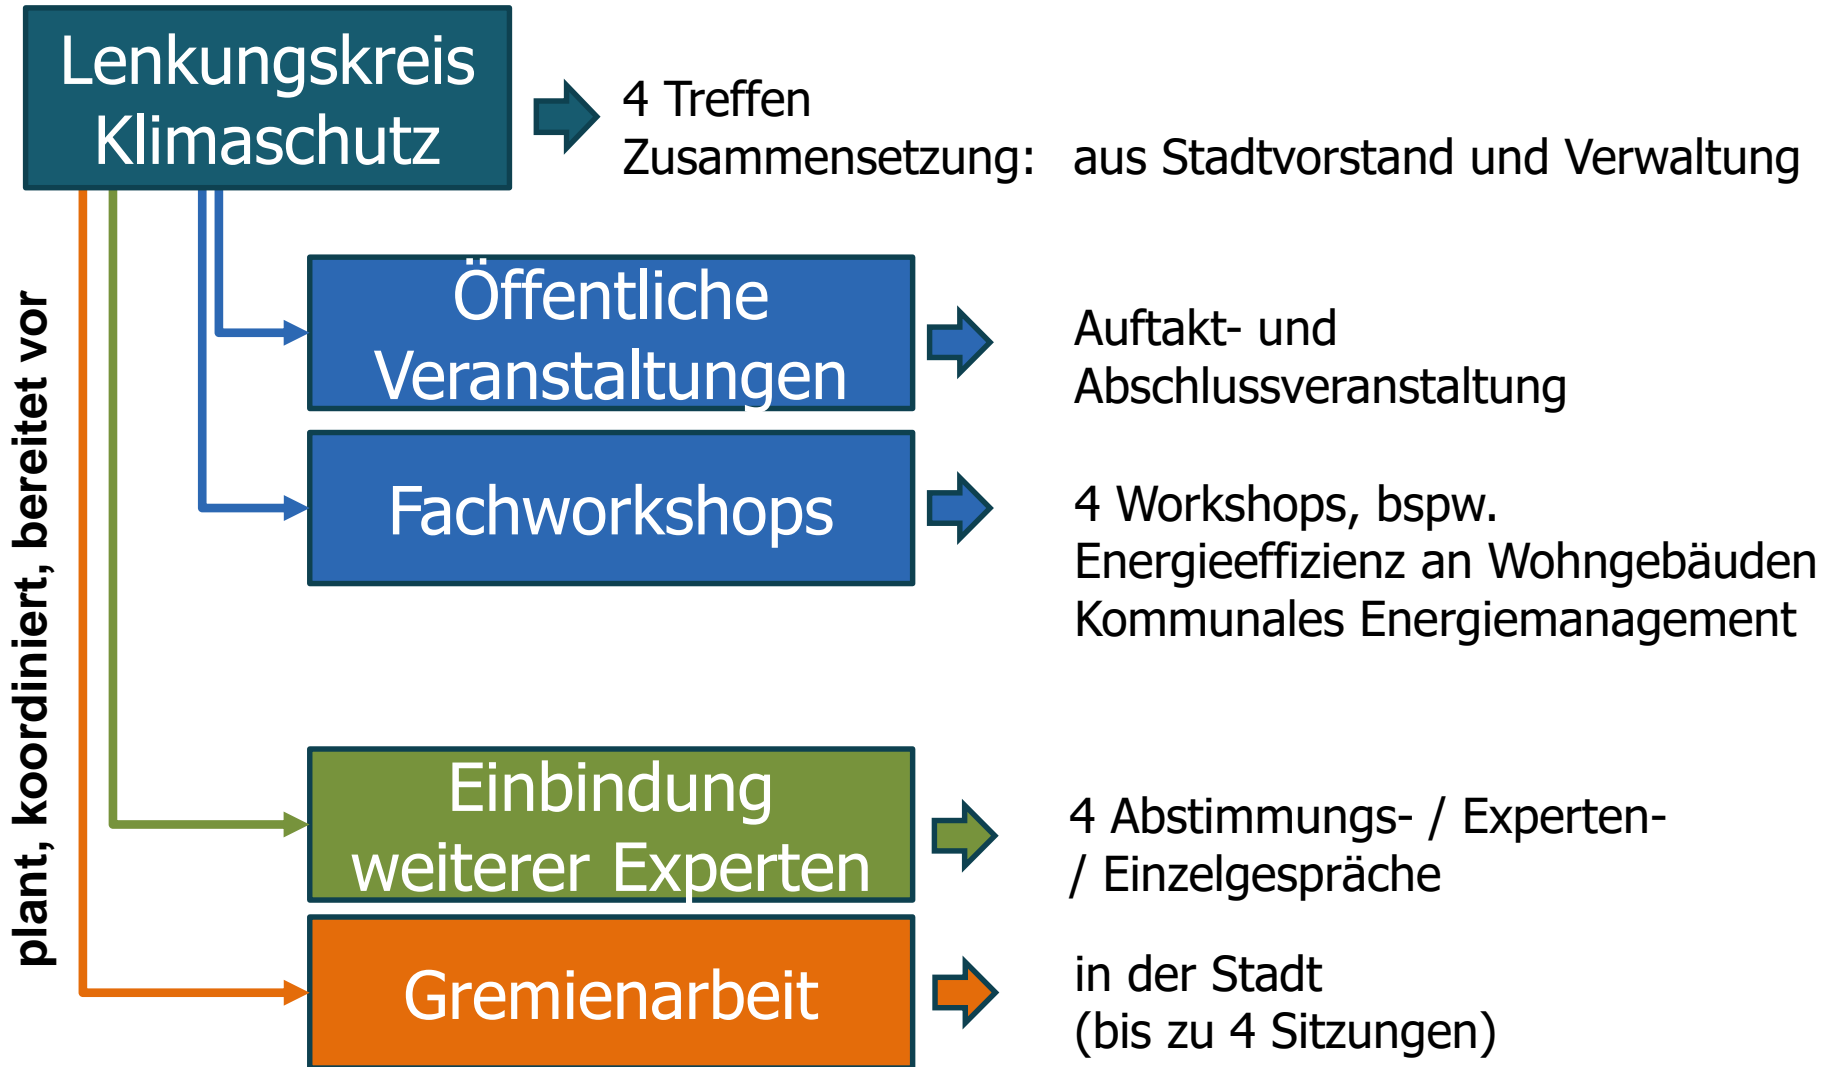 Lenkungskreis
Klimaschutz
4 Treffen
Zusammensetzung: aus Stadtvorstand und Verwaltung
plant, koordiniert, bereitet vor
Öffentliche
Veranstaltungen
Auftakt- und
Abschlussveranstaltung
Fachworkshops
4 Workshops, bspw.
Energieeffizienz an Wohngebäuden
Kommunales Energiemanagement
Einbindung
weiterer Experten
4 Abstimmungs- / Experten-
/ Einzelgespräche
Gremienarbeit
in der Stadt
(bis zu 4 Sitzungen)